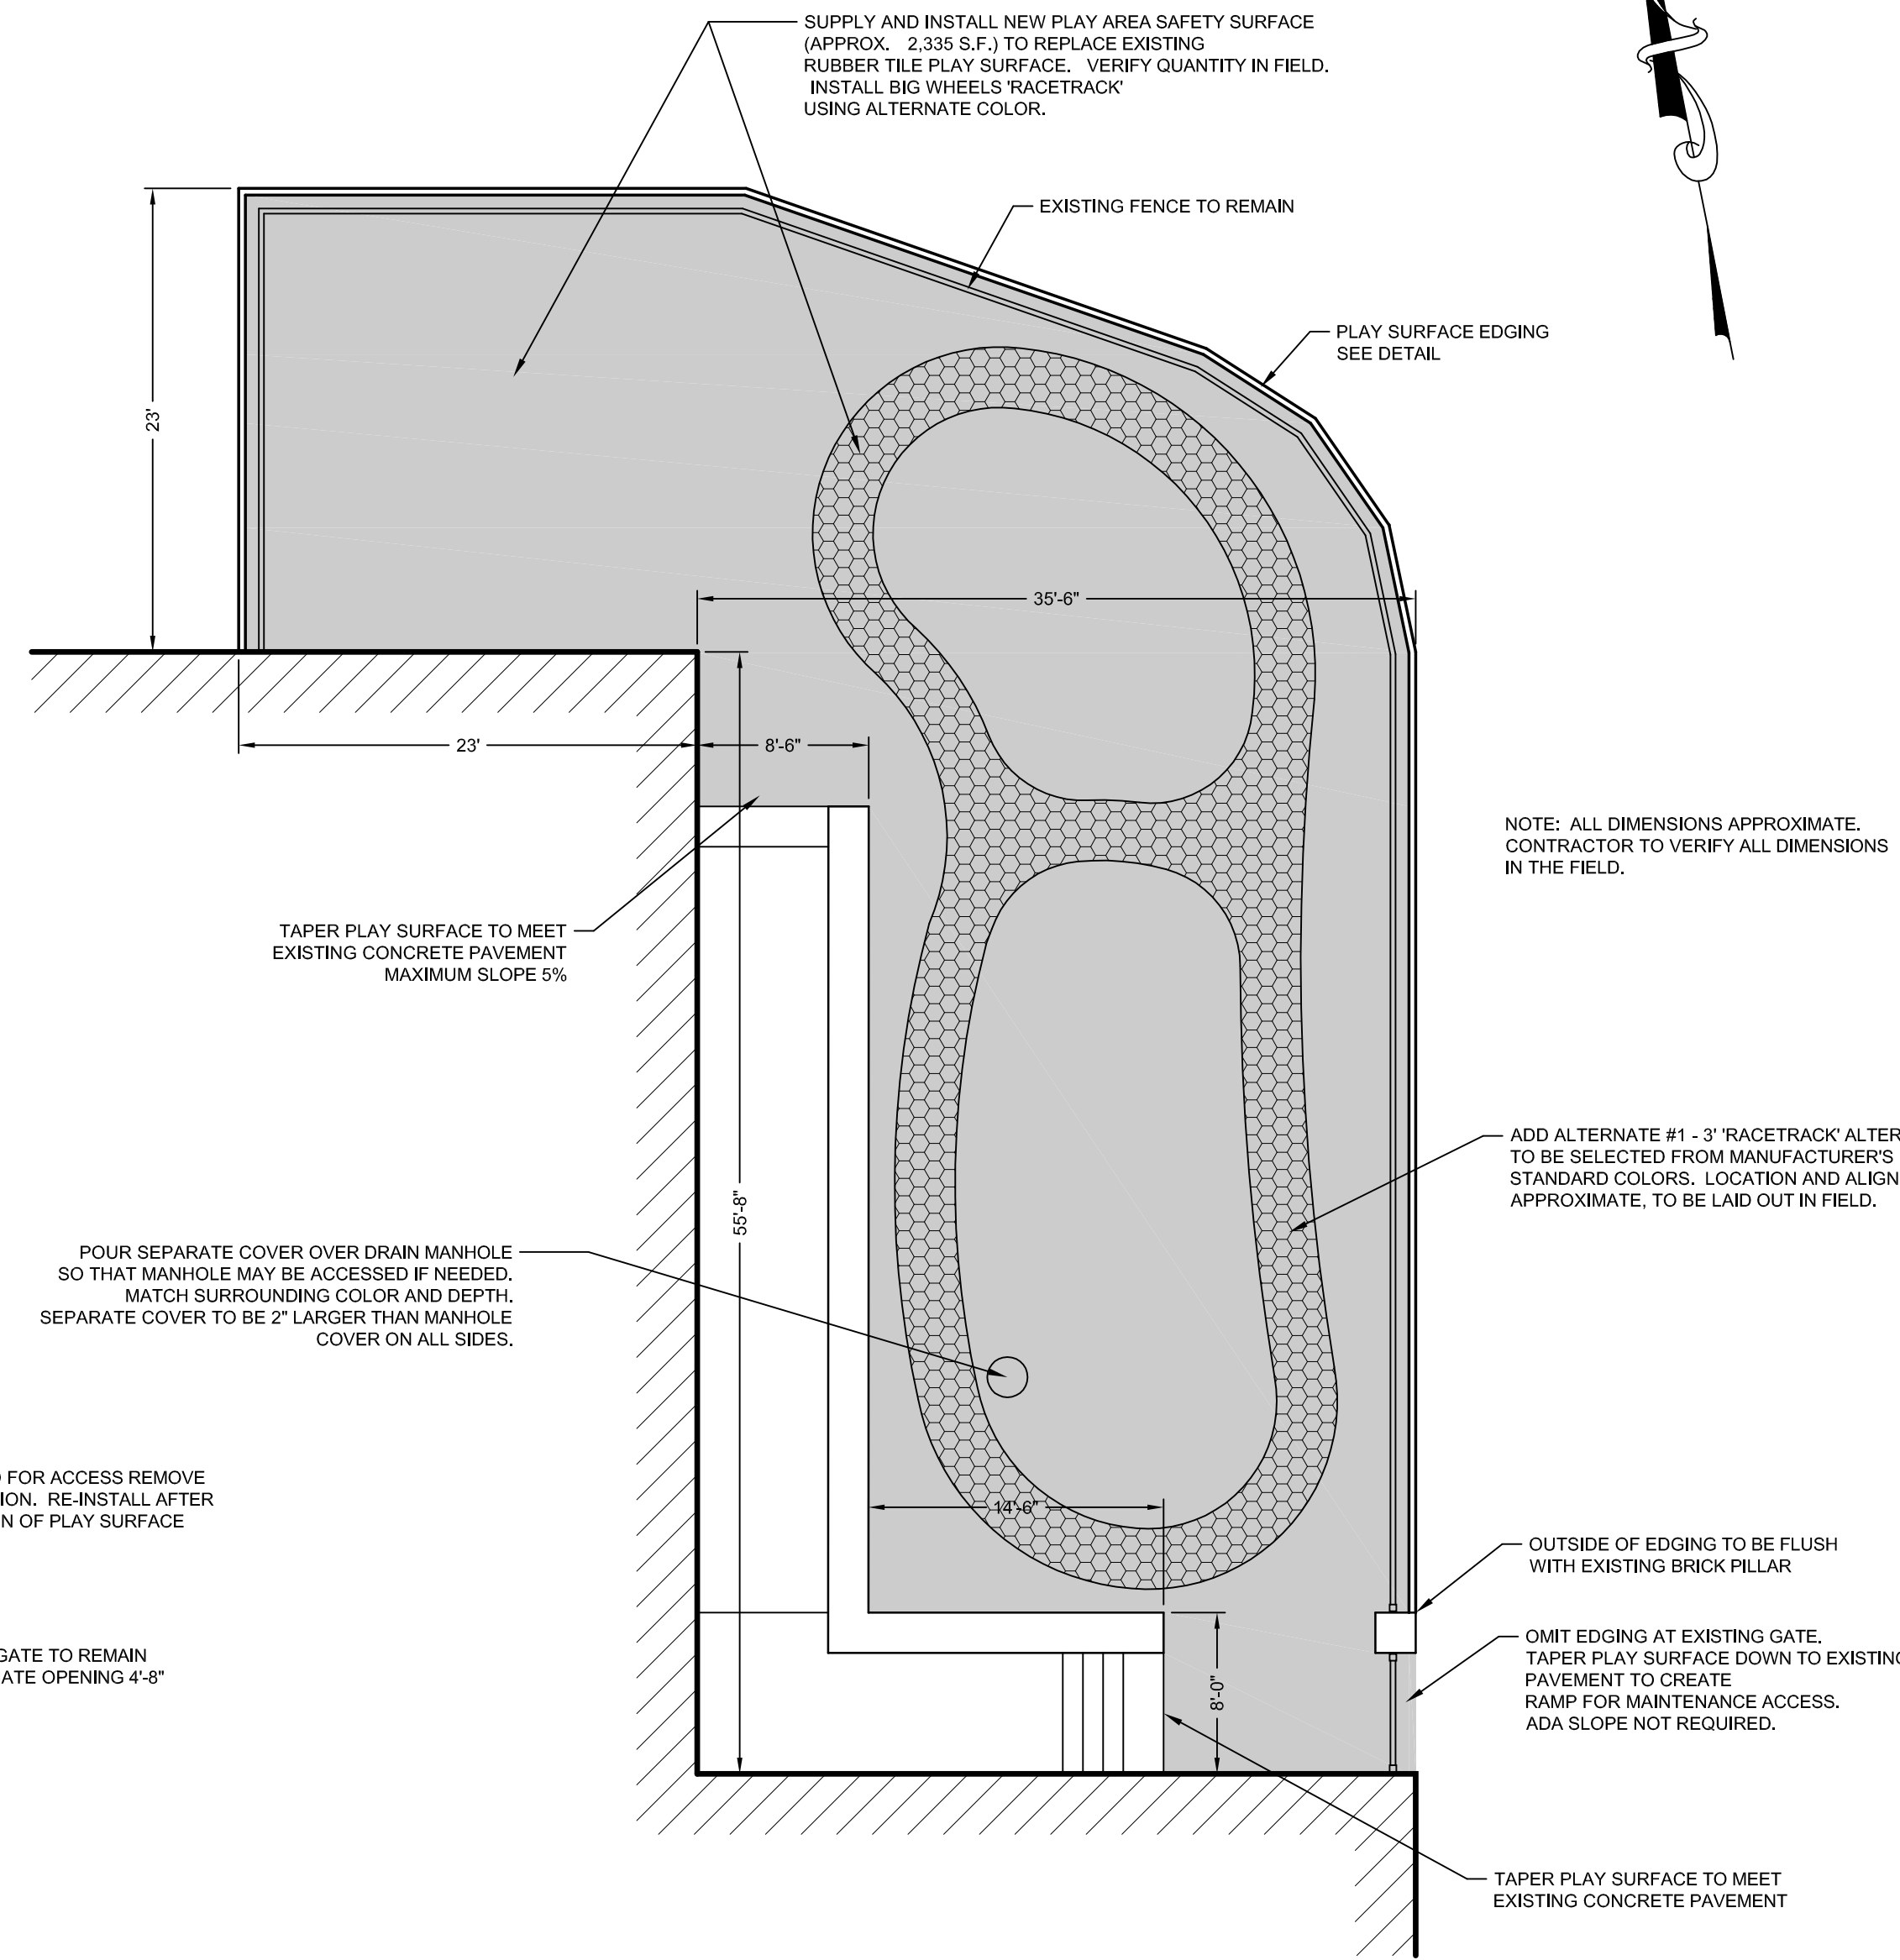 SUPPLY AND INSTALL NEW PLAY AREA SAFETY SURFACE
(APPROX. 2,335 S.F.) TO REPLACE EXISTING
RUBBER TILE PLAY SURFACE. VERIFY QUANTITY IN FIELD.
INSTALL BIG WHEELS 'RACETRACK'
USING ALTERNATE COLOR.
EXISTING FENCE TO REMAIN
PLAY SURFACE EDGING
SEE DETAIL
23'
35'-6"
23'
8'-6"
NOTE: ALL DIMENSIONS APPROXIMATE.
CONTRACTOR TO VERIFY ALL DIMENSIONS
IN THE FIELD.
TAPER PLAY SURFACE TO MEET
EXISTING CONCRETE PAVEMENT
MAXIMUM SLOPE 5%
ADD ALTERNATE #1 - 3' 'RACETRACK' ALTER
TO BE SELECTED FROM MANUFACTURER'S
STANDARD COLORS. LOCATION AND ALIGN
APPROXIMATE, TO BE LAID OUT IN FIELD.
55'-8"
POUR SEPARATE COVER OVER DRAIN MANHOLE
SO THAT MANHOLE MAY BE ACCESSED IF NEEDED.
MATCH SURROUNDING COLOR AND DEPTH.
SEPARATE COVER TO BE 2" LARGER THAN MANHOLE
COVER ON ALL SIDES.
FOR ACCESS REMOVE
ION. RE-INSTALL AFTER
N OF PLAY SURFACE
14'-6"
OUTSIDE OF EDGING TO BE FLUSH
WITH EXISTING BRICK PILLAR
GATE TO REMAIN
ATE OPENING 4'-8"
8'-0"
OMIT EDGING AT EXISTING GATE.
TAPER PLAY SURFACE DOWN TO EXISTING
PAVEMENT TO CREATE
RAMP FOR MAINTENANCE ACCESS.
ADA SLOPE NOT REQUIRED.
TAPER PLAY SURFACE TO MEET
EXISTING CONCRETE PAVEMENT